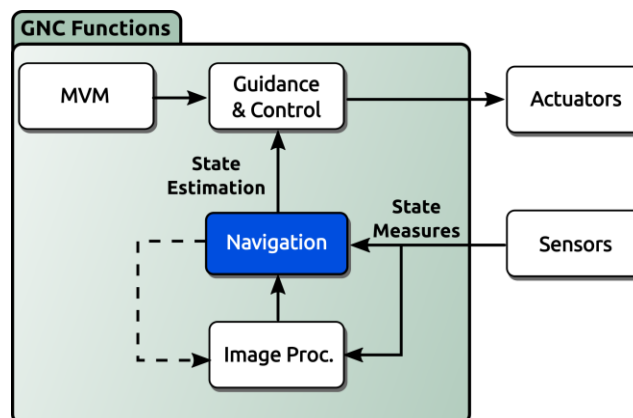 GNC Functions
MVM
Guidance
& Control
Actuators
State
Estimation
State
Measures
Navigation
Sensors
Image Proc.